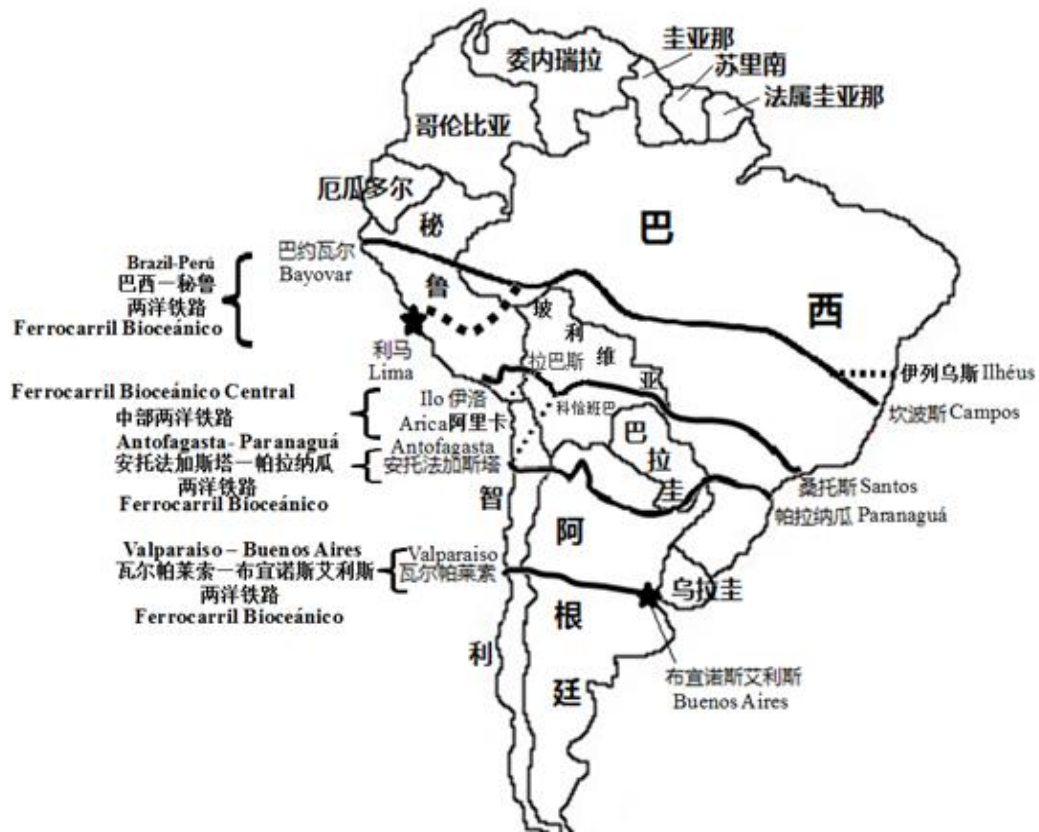 委内瑞拉
圭亚那
苏里南
法属圭亚那
哥伦比亚
厄瓜多尔
秘
鲁
巴
西
巴约瓦尔
Bayovar
Brazil-Perú
巴西－秘鲁
两洋铁路
Ferrocarril Bioceánico
利马
Lima
坡
利
维
亚
拉巴斯
科恰班巴
伊列乌斯 Ilhéus
坎波斯 Campos
Ferrocarril Bioceánico Central
中部两洋铁路
Ilo 伊洛
Arica阿里卡
Antofagasta- Paranaguá
安托法加斯塔－帕拉纳瓜
两洋铁路
Ferrocarril Bioceánico
Antofagasta
安托法加斯塔
巴
拉
圭
桑托斯 Santos
帕拉纳瓜 Paranaguá
智
利
阿
根
廷
Valparaiso – Buenos Aires
瓦尔帕莱索－布宜诺斯艾利斯
两洋铁路
Ferrocarril Bioceánico
Valparaiso
瓦尔帕莱索
乌拉圭
布宜诺斯艾利斯
Buenos Aires